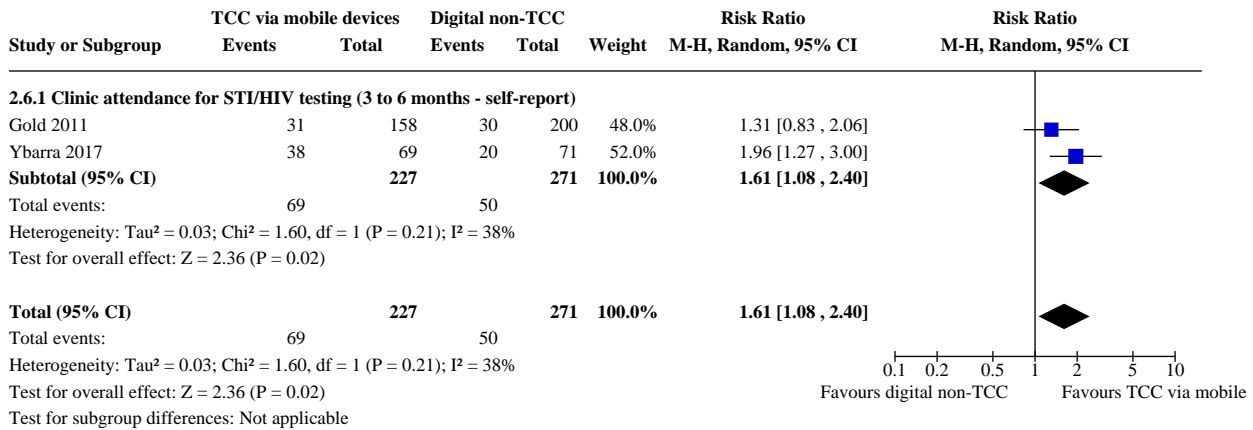 TCC via mobile devices Digital non-TCC Risk Ratio Risk Ratio
Study or Subgroup Events Total Events Total Weight M-H, Random, 95% CI M-H, Random, 95% CI
2.6.1 Clinic attendance for STI/HIV testing (3 to 6 months - self-report)
Gold 2011 31 158 30 200 48.0% 1.31 [0.83 , 2.06]
Ybarra 2017 38 69 20 71 52.0% 1.96 [1.27 , 3.00]
Subtotal (95% CI) 227 271 100.0% 1.61 [1.08 , 2.40]
Total events: 69 50
Heterogeneity: Tau² = 0.03; Chi² = 1.60, df = 1 (P = 0.21); I² = 38%
Test for overall effect: Z = 2.36 (P = 0.02)
Total (95% CI) 227 271 100.0% 1.61 [1.08 , 2.40]
Total events: 69 50
Heterogeneity: Tau² = 0.03; Chi² = 1.60, df = 1 (P = 0.21); I² = 38%
0.1 0.2 0.5 1 2 5 10
Test for overall effect: Z = 2.36 (P = 0.02) Favours digital non-TCC Favours TCC via mobile
Test for subgroup differences: Not applicable